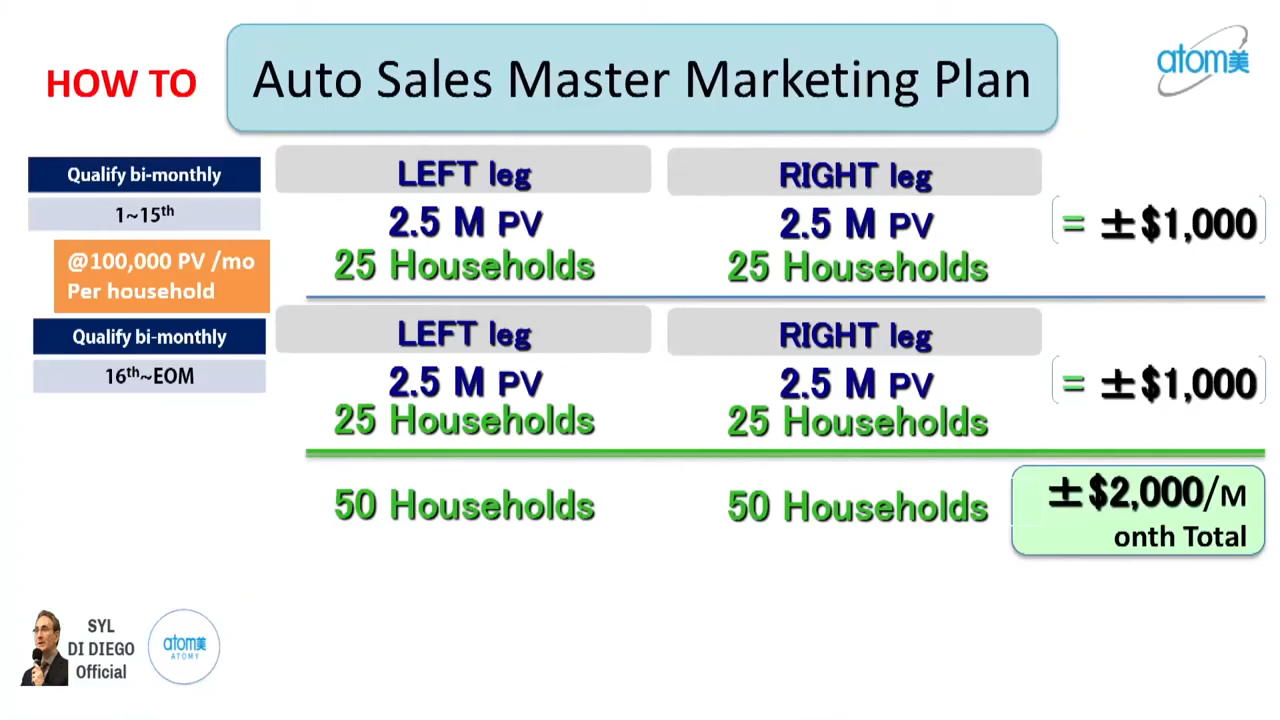 HOW TO
Auto Sales Master Marketing Plan
atom美
Qualify bi-monthly
1~15th
@100,000 PV /mo
Per household
LEFT leg
2.5 M PV
25 Households
RIGHT leg
2.5 M PV
25 Households
= ±$1,000
Qualify bi-monthly
16th~EOM
LEFT leg
2.5 M PV
25 Households
RIGHT leg
2.5 M PV
25 Households
= ±$1,000
50 Households
50 Households
±$2,000/M
onth Total
SYL
DI DIEGO
Official
atom美
ATOMY